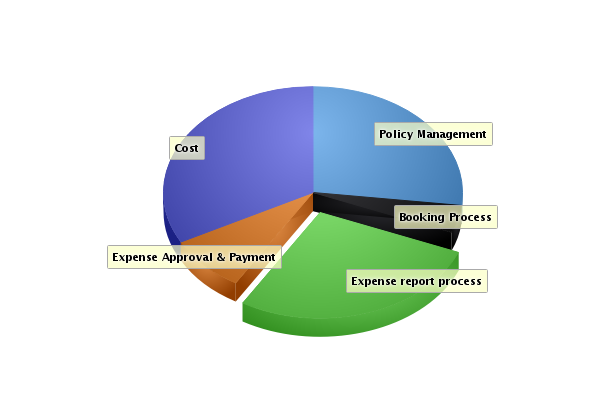 Policy Management
Cost
Booking Process
Expense Approval & Payment
Expense report process